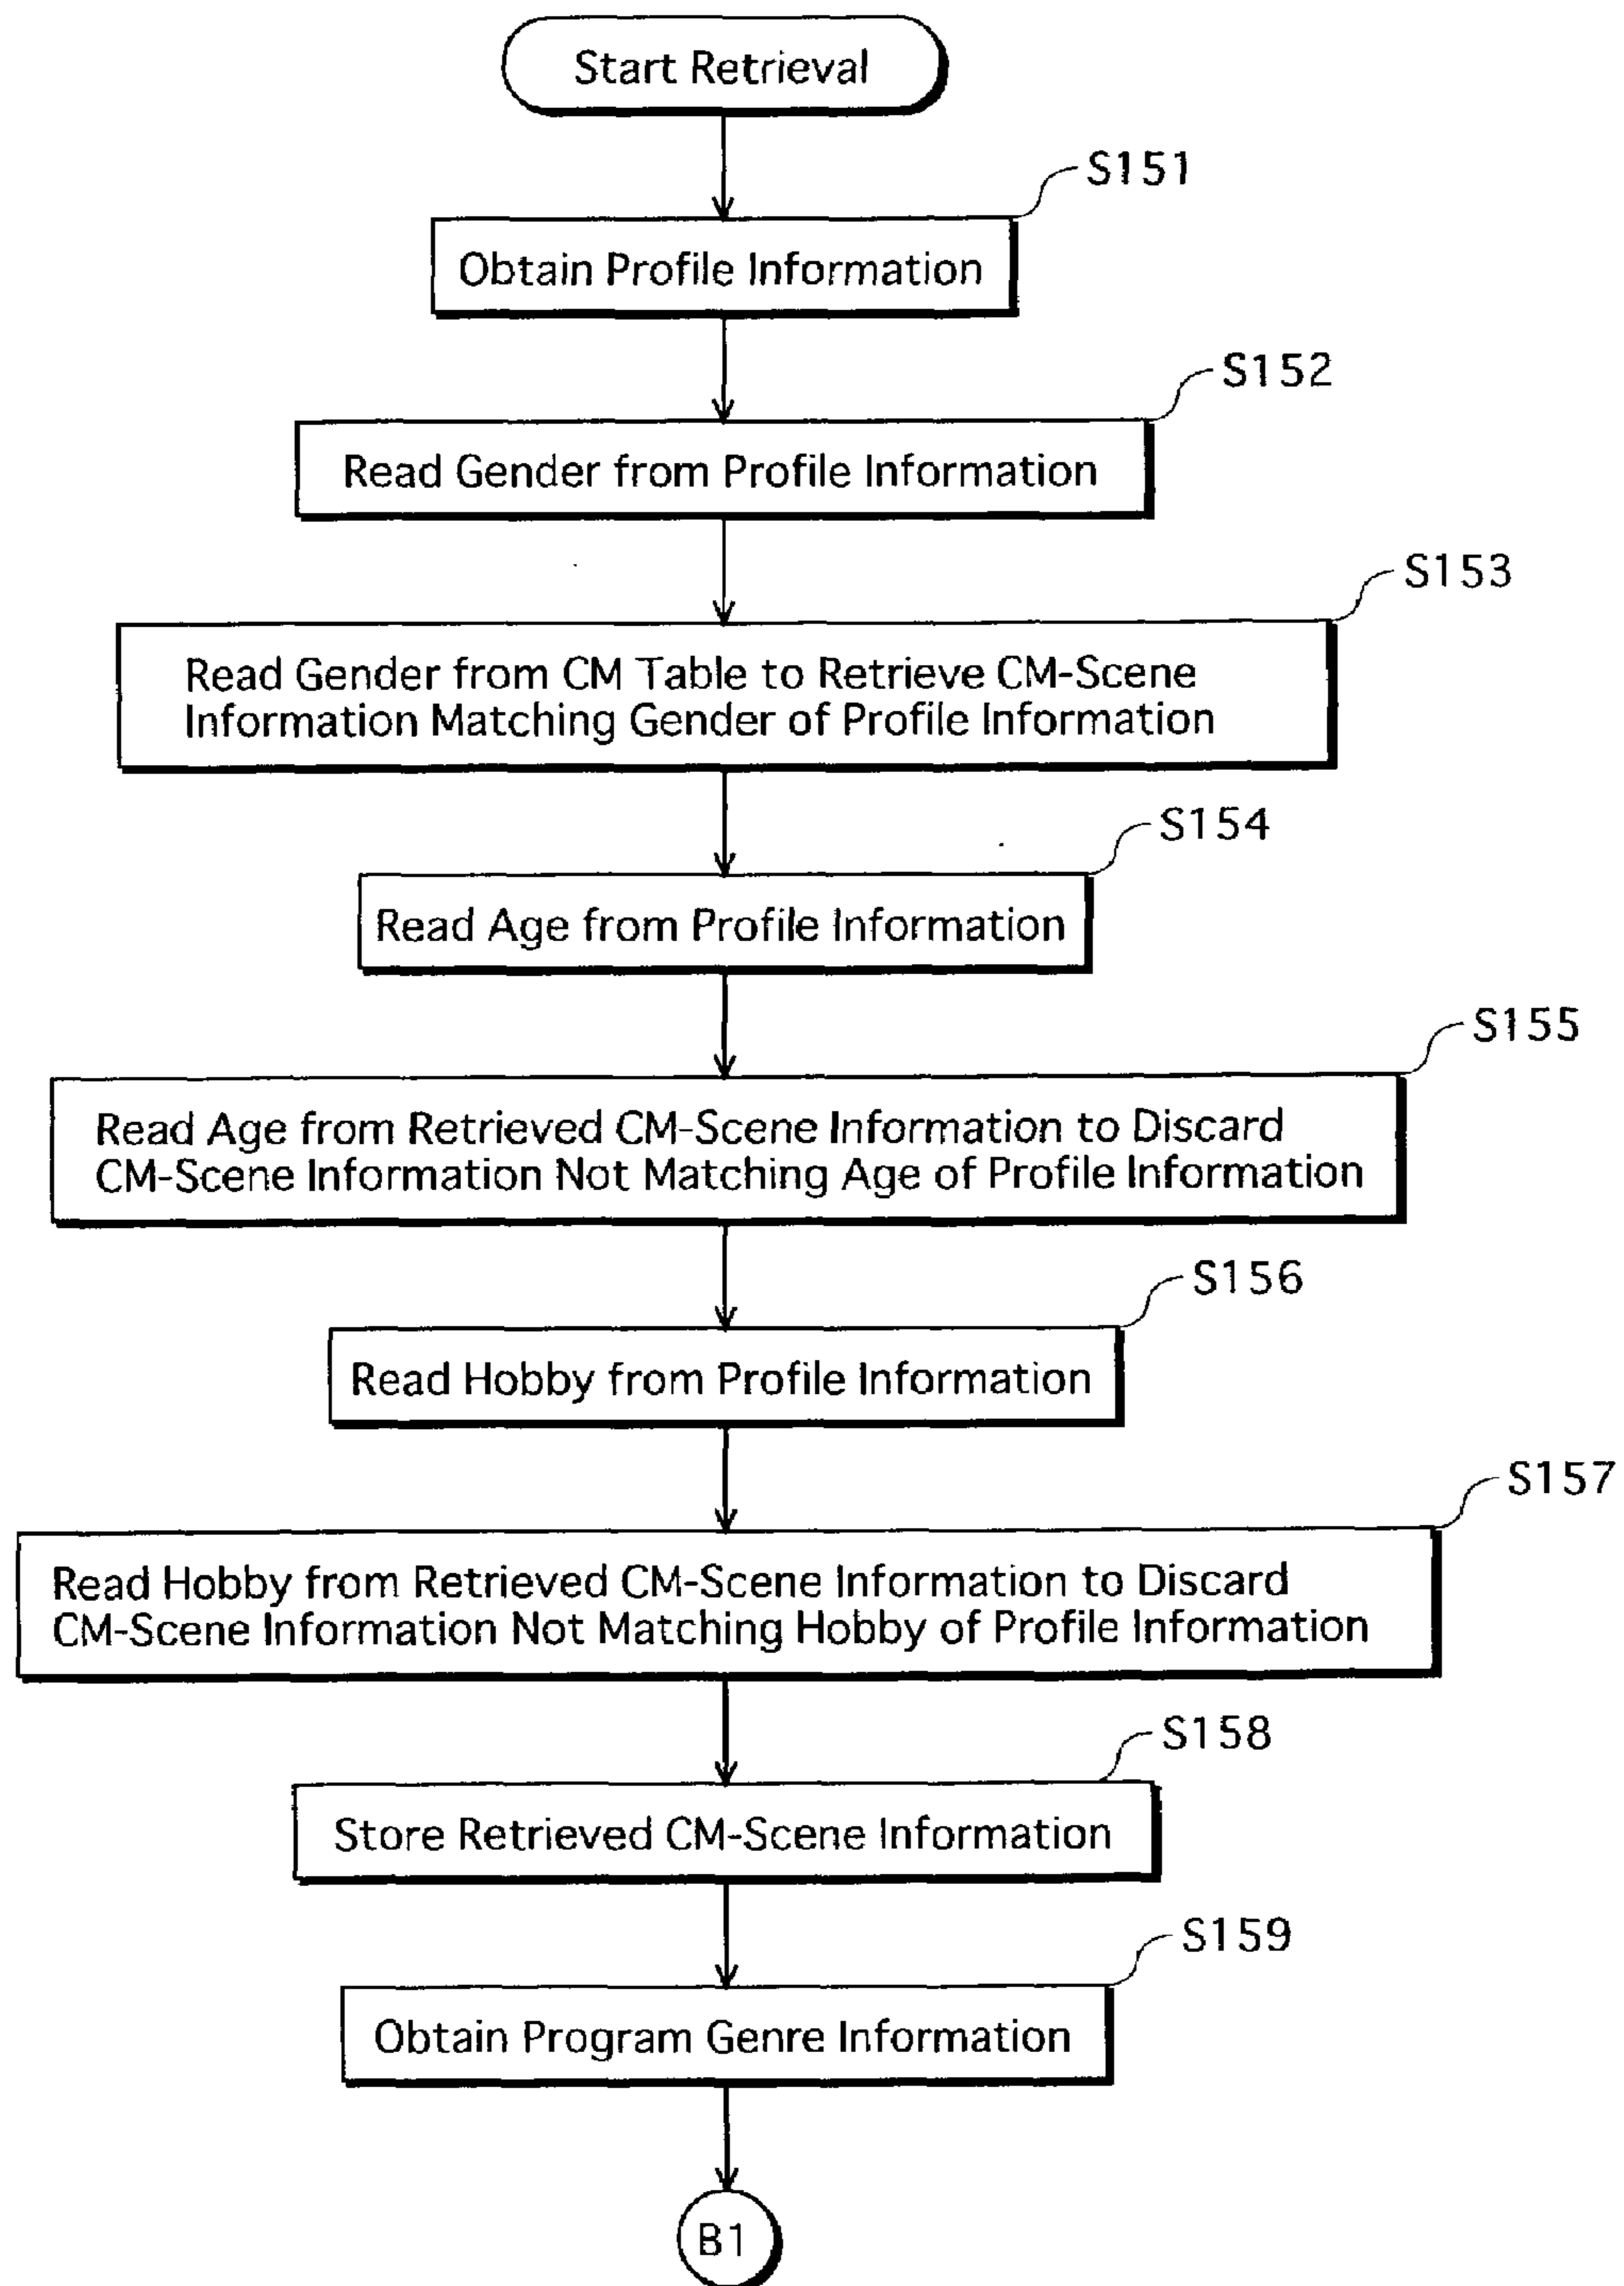 Start Retrieval
S151
Obtain Profile Information
S152
Read Gender from Profile Information
S153
Read Gender from CM Table to Retrieve CM-Scene
Information Matching Gender of Profile Information
S154
Read Age from Profile Information
S155
Read Age from Retrieved CM-Scene Information to Discard
CM-Scene Information Not Matching Age of Profile Information
S156
Read Hobby from Profile Information
S157
Read Hobby from Retrieved CM-Scene Information to Discard
CM-Scene Information Not Matching Hobby of Profile Information
S158
Store Retrieved CM-Scene Information
S159
Obtain Program Genre Information
B1